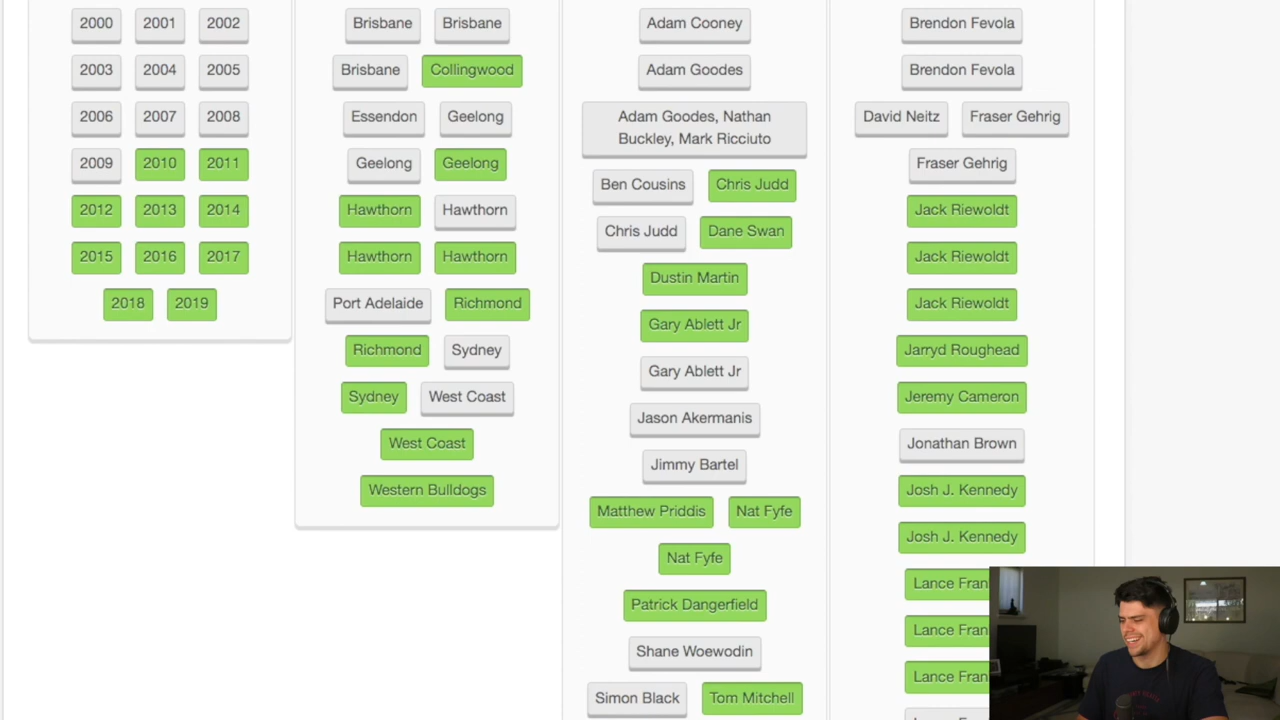 2000 2001 2002
2003 2004 2005
2006 2007 2008
2009 2010 2011
2012 2013 2014
2015 2016 2017
2018 2019
Brisbane Brisbane
Brisbane Collingwood
Essendon Geelong
Geelong Geelong
Hawthorn Hawthorn
Hawthorn Hawthorn
Port Adelaide Richmond
Richmond Sydney
Sydney West Coast
West Coast
Western Bulldogs
Adam Cooney
Adam Goodes
Adam Goodes, Nathan
Buckley, Mark Ricciuto
Ben Cousins Chris Judd
Chris Judd Dane Swan
Dustin Martin
Gary Ablett Jr
Gary Ablett Jr
Jason Akermanis
Jimmy Bartel
Matthew Priddis Nat Fyfe
Nat Fyfe
Patrick Dangerfield
Shane Woewodin
Simon Black Tom Mitchell
Brendon Fevola
Brendon Fevola
David Neitz Fraser Gehrig
Fraser Gehrig
Jack Riewoldt
Jack Riewoldt
Jack Riewoldt
Jarryd Roughead
Jeremy Cameron
Jonathan Brown
Josh J. Kennedy
Josh J. Kennedy
Lance Fran
Lance Fran
Lance Fran